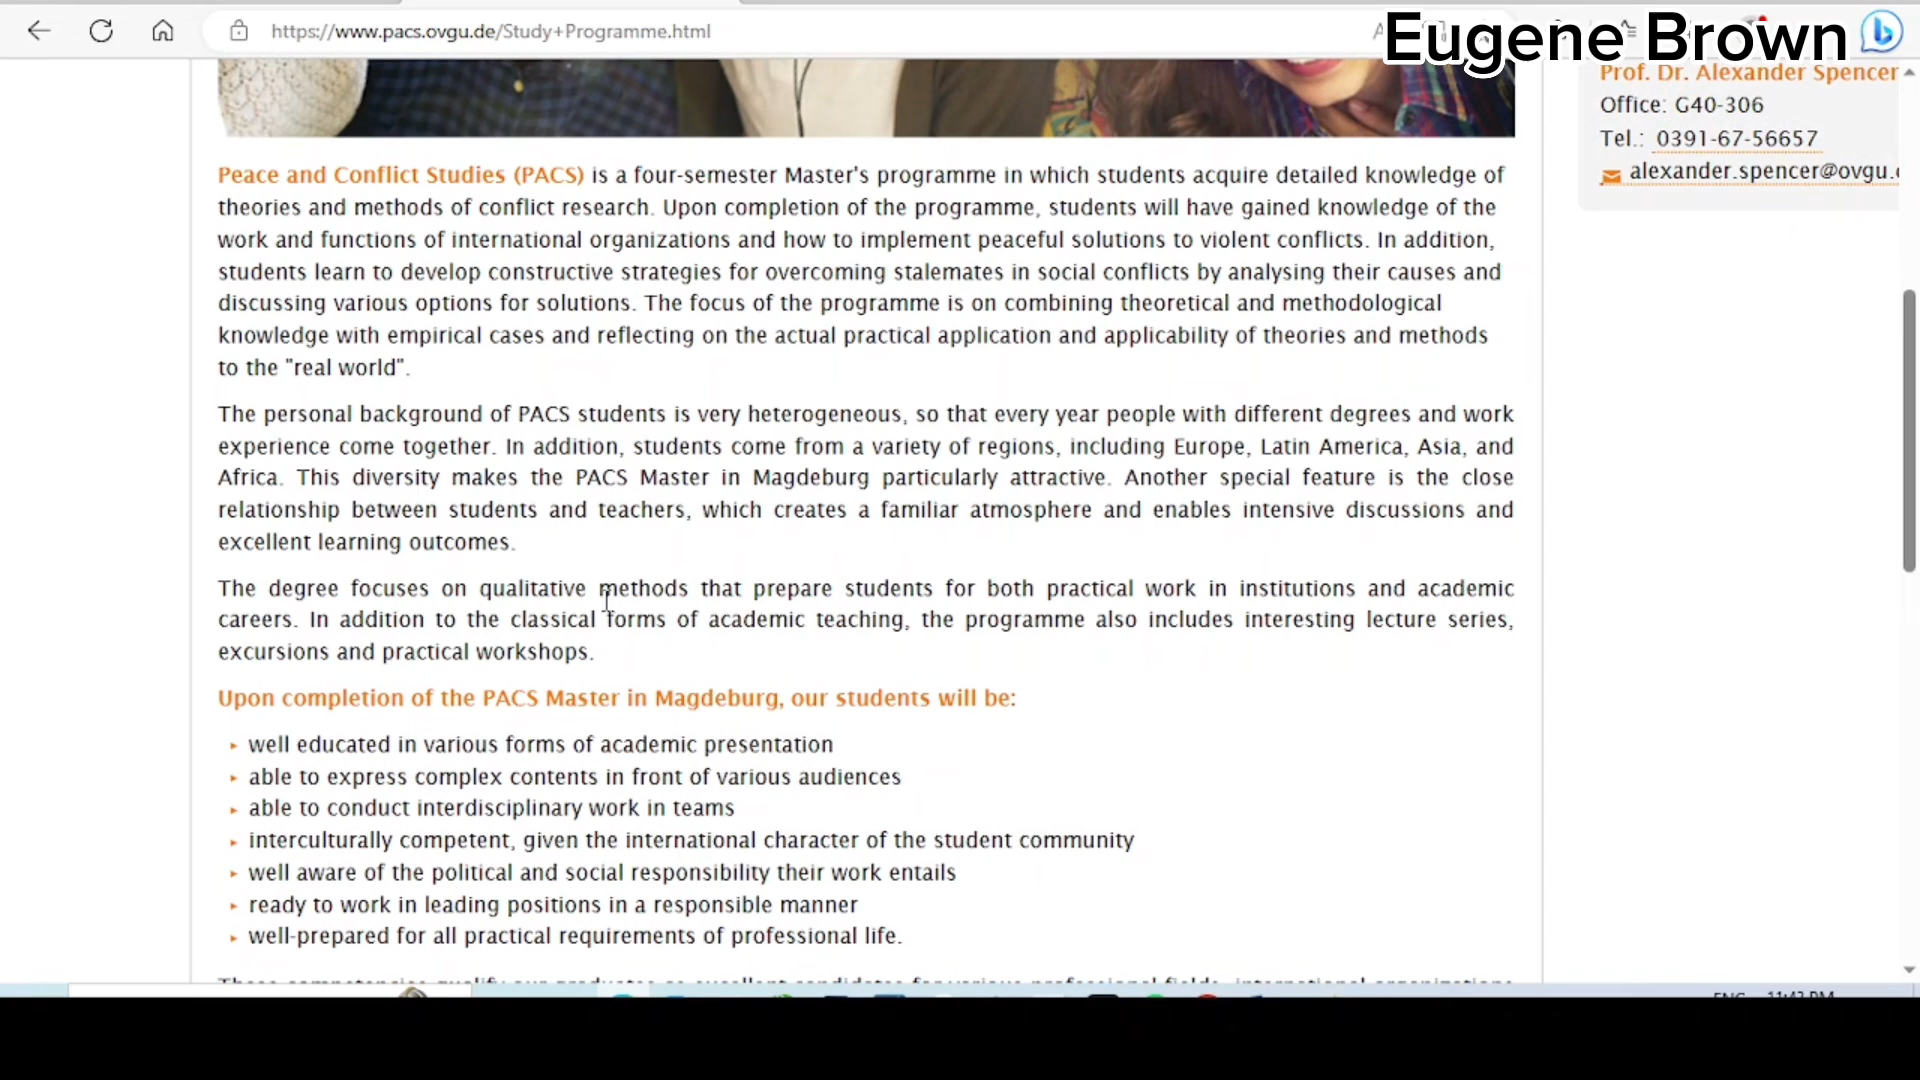 https://www.pacs.ovgu.de/Study+Programme.html
Eugene Brown
Prof. Dr. Alexander Spencer
Office: G40-306
Tel.: 0391-67-56657
alexander.spencer@ovgu.
Peace and Conflict Studies (PACS) is a four-semester Master's programme in which students acquire detailed knowledge of
theories and methods of conflict research. Upon completion of the programme, students will have gained knowledge of the
work and functions of international organizations and how to implement peaceful solutions to violent conflicts. In addition,
students learn to develop constructive strategies for overcoming stalemates in social conflicts by analysing their causes and
discussing various options for solutions. The focus of the programme is on combining theoretical and methodological
knowledge with empirical cases and reflecting on the actual practical application and applicability of theories and methods
to the "real world".
The personal background of PACS students is very heterogeneous, so that every year people with different degrees and work
experience come together. In addition, students come from a variety of regions, including Europe, Latin America, Asia, and
Africa. This diversity makes the PACS Master in Magdeburg particularly attractive. Another special feature is the close
relationship between students and teachers, which creates a familiar atmosphere and enables intensive discussions and
excellent learning outcomes.
The degree focuses on qualitative methods that prepare students for both practical work in institutions and academic
careers. In addition to the classical forms of academic teaching, the programme also includes interesting lecture series,
excursions and practical workshops.
Upon completion of the PACS Master in Magdeburg, our students will be:
well educated in various forms of academic presentation
able to express complex contents in front of various audiences
able to conduct interdisciplinary work in teams
interculturally competent, given the international character of the student community
well aware of the political and social responsibility their work entails
ready to work in leading positions in a responsible manner
well-prepared for all practical requirements of professional life.